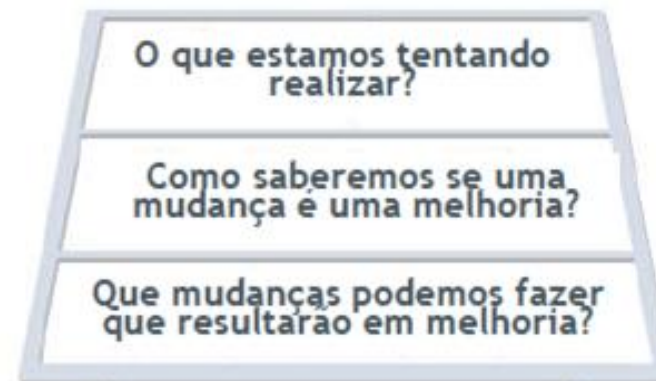 O que estamos tentando
realizar?
Como saberemos se uma
mudança é uma melhoria?
Que mudanças podemos fazer
que resultarão em melhoria?